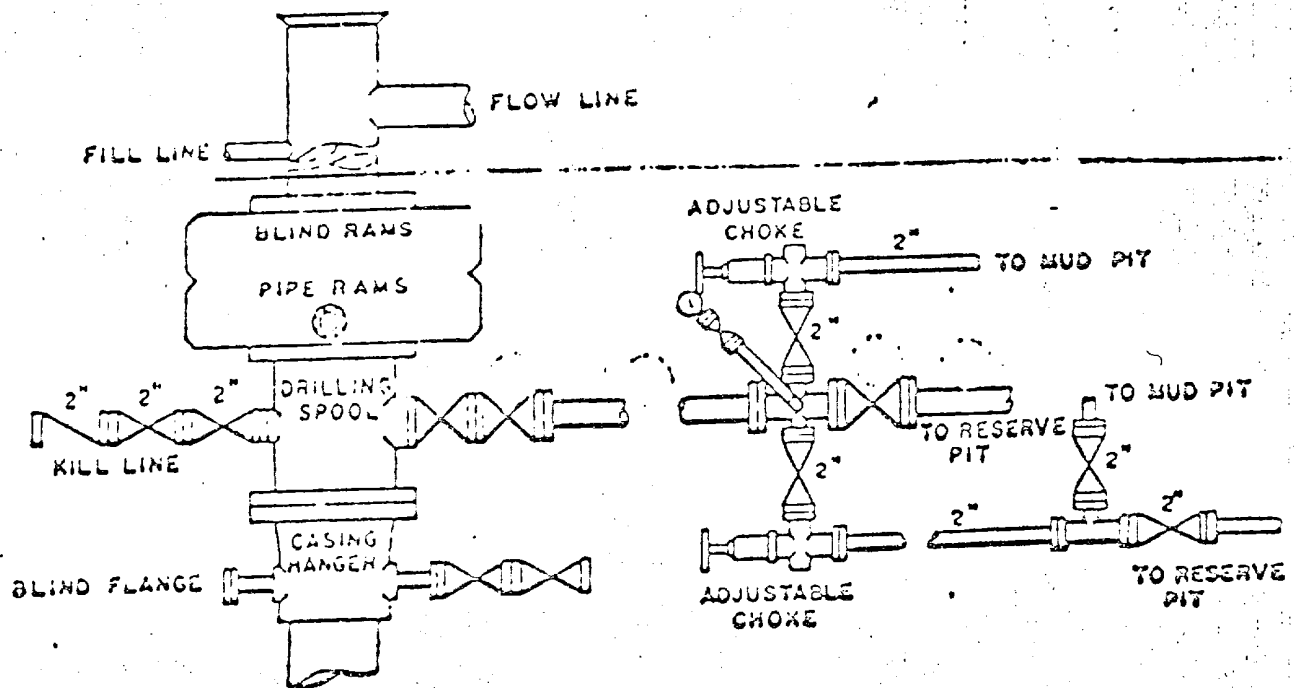 FLOW LINE
FILL LINE
BLIND RAMS
PIPE RAMS
ADJUSTABLE
CHOKE
2"
TO MUD PIT
2"
2" 2" 2"
DRILLING
SPOOL
KILL LINE
TO RESERVE
PIT
TO MUD PIT
2"
2"
2"
2"
CASING
HANGER
BLIND FLANGE
ADJUSTABLE
CHOKE
TO RESERVE
PIT